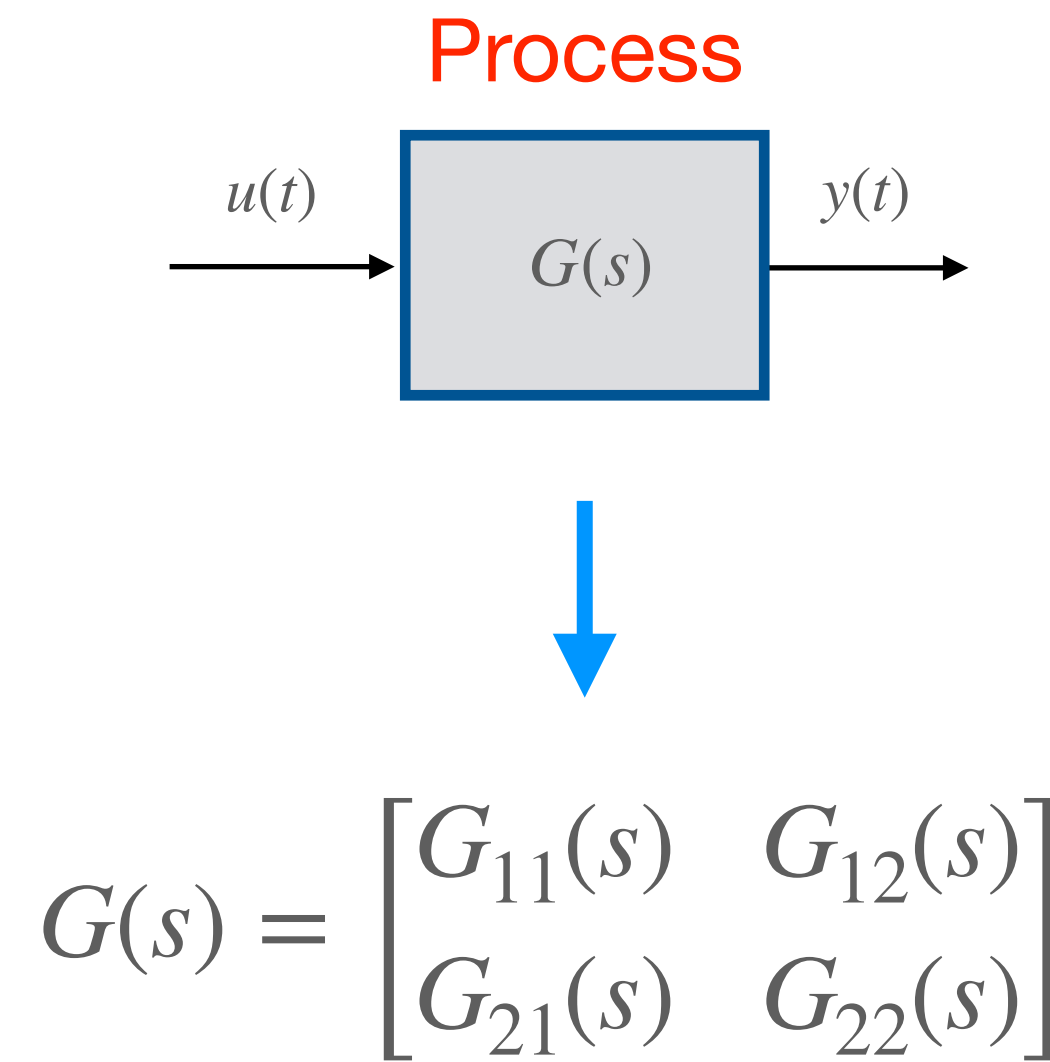 Process
u(t)
y(t)
G(s)
G(s) = [G₁₁(s) G₁₂(s)
G₂₁(s) G₂₂(s)]